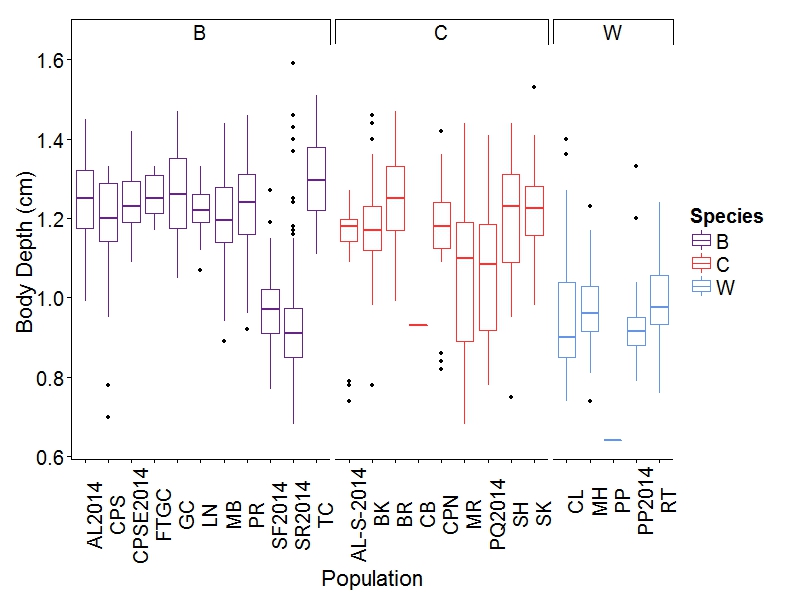 B C W
1.6
1.4
1.2
1.0
0.8
0.6
Body Depth (cm)
AL2014
CPS
CPSE2014
FTGC
GC
LN
MB
PR
SF2014
SR2014
TC
AL-S-2014
BK
BR
CB
CPN
MR
PQ2014
SH
SK
CL
MH
PP
PP2014
RT
Population
Species
B
C
W